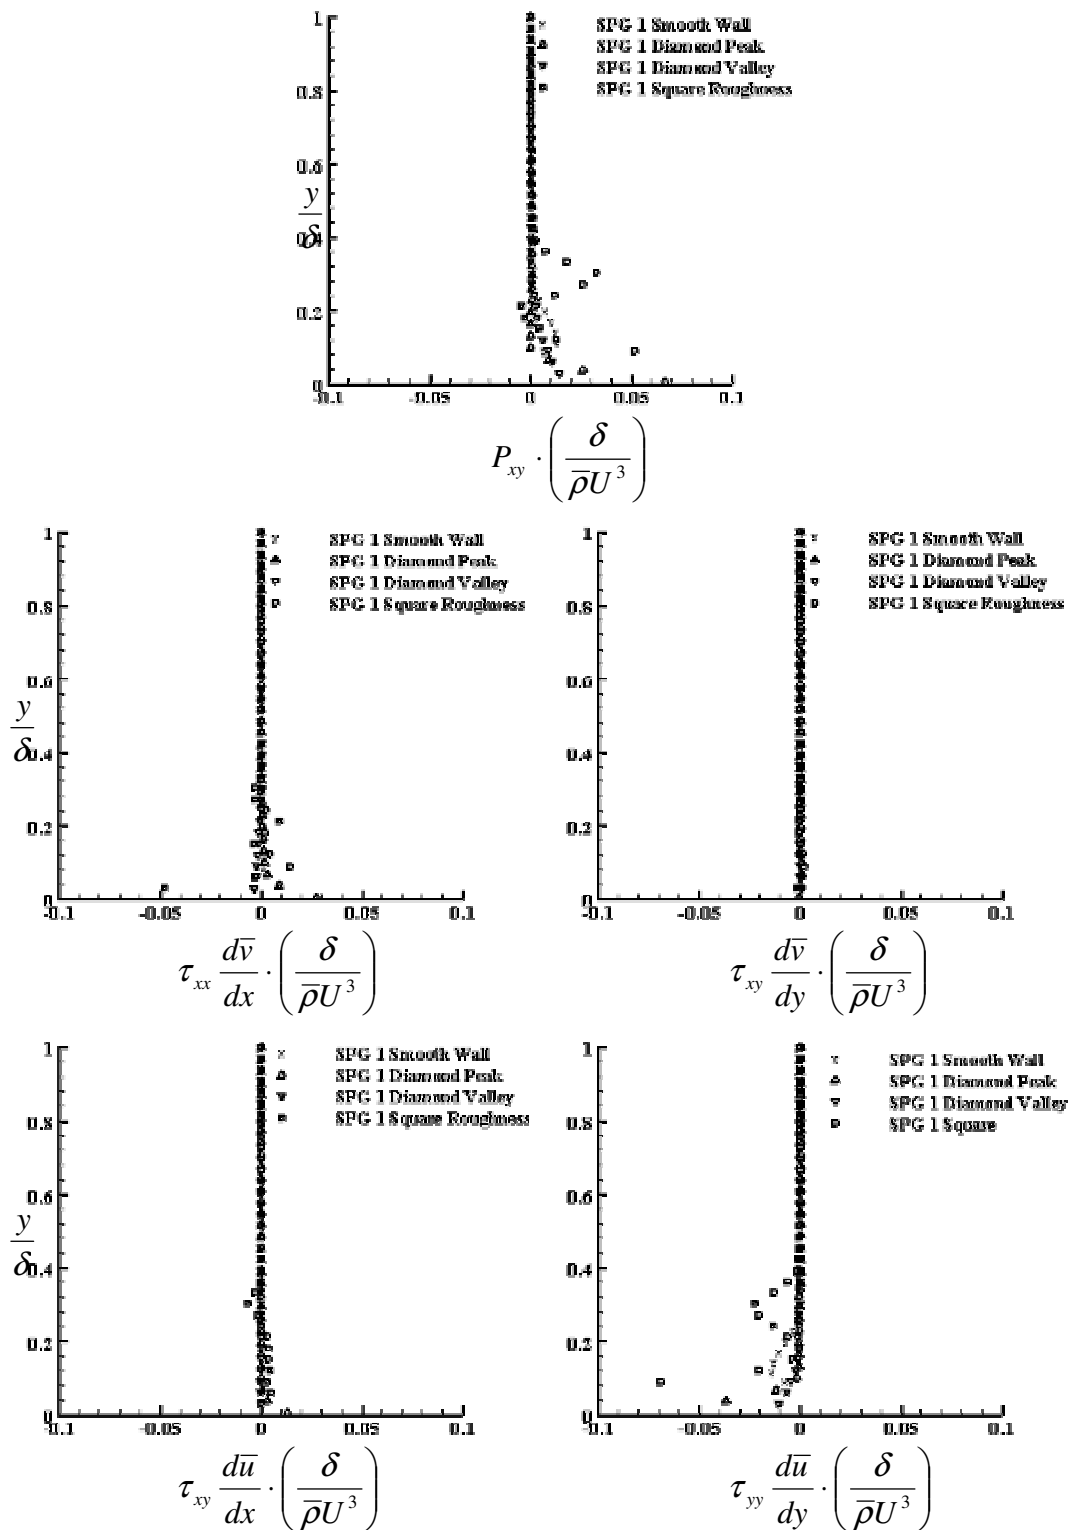 1
SPG 1 Smooth Wall
SPG 1 Diamond Peak
SPG 1 Diamond Valley
SPG 1 Square Roughness
0.8
0.6
y/δ
0.4
0.2
0
-0.1 -0.05 0 0.05 0.1
P_xy · (δ / ρ̅U³)
1
SPG 1 Smooth Wall
SPG 1 Diamond Peak
SPG 1 Diamond Valley
SPG 1 Square Roughness
0.8
0.6
y/δ
0.4
0.2
0
-0.1 -0.05 0 0.05 0.1
τ_xx dv̅/dx · (δ / ρ̅U³)
1
SPG 1 Smooth Wall
SPG 1 Diamond Peak
SPG 1 Diamond Valley
SPG 1 Square Roughness
0.8
0.6
0.4
0.2
0
-0.1 -0.05 0 0.05 0.1
τ_xy dv̅/dy · (δ / ρ̅U³)
1
SPG 1 Smooth Wall
SPG 1 Diamond Peak
SPG 1 Diamond Valley
SPG 1 Square Roughness
0.8
0.6
y/δ
0.4
0.2
0
-0.1 -0.05 0 0.05 0.1
τ_xy du̅/dx · (δ / ρ̅U³)
1
SPG 1 Smooth Wall
SPG 1 Diamond Peak
SPG 1 Diamond Valley
SPG 1 Square
0.8
0.6
0.4
0.2
0
-0.1 -0.05 0 0.05 0.1
τ_yy du̅/dy · (δ / ρ̅U³)